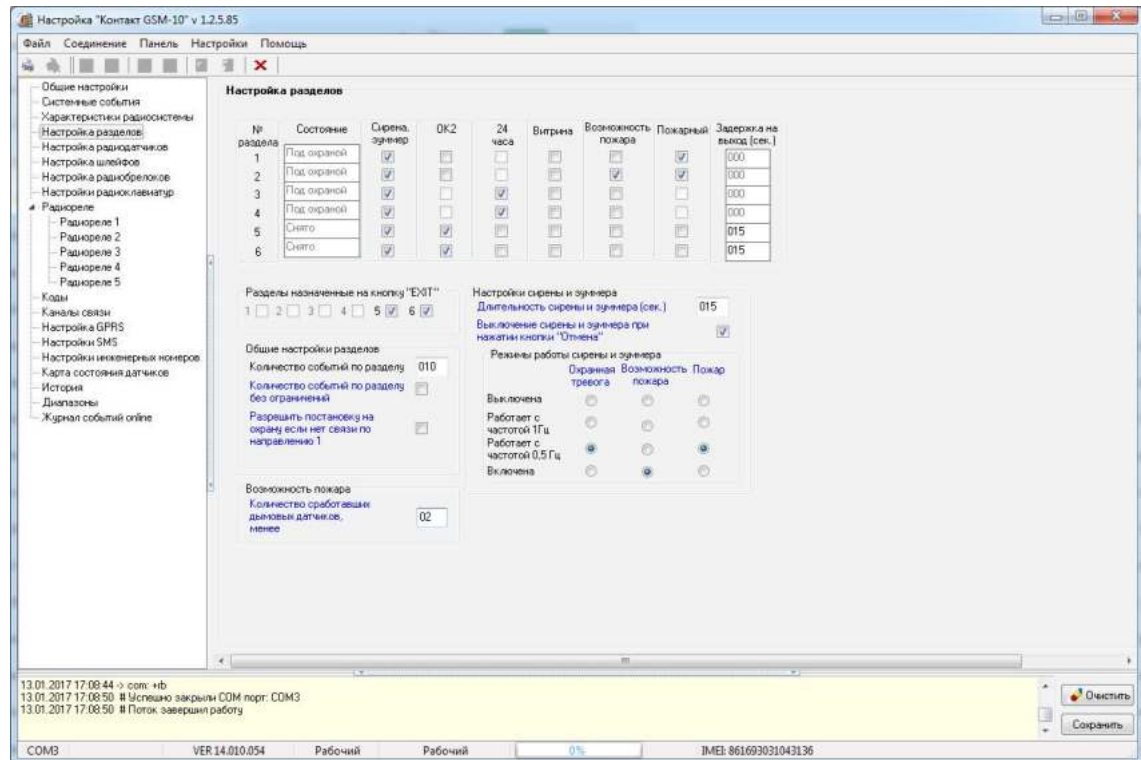 Настройка "Контакт GSM-10" v 1.2.5.85
Файл Соединение Панель Настройки Помощь
Общие настройки
Системные события
Характеристики радиосистемы
Настройка разделов
Настройка радиодатчиков
Настройка шлейфов
Настройка радиобрелоков
Настройки радиоклавиатур
Радиореле
Радиореле 1
Радиореле 2
Радиореле 3
Радиореле 4
Радиореле 5
Коды
Каналы связи
Настройка GPRS
Настройки SMS
Настройки инженерных номеров
Карта состояния датчиков
История
Диапазоны
Журнал событий online
Настройка разделов
№ раздела Состояние Сирена, зуммер ОК2 24 часа Витрина Возможность пожара Пожарный Задержка на выход (сек.)
1 Под охраной 000
2 Под охраной 000
3 Под охраной 000
4 Под охраной 000
5 Снято 015
6 Снято 015
Разделы назначенные на кнопку "EXIT"
1 2 3 4 5 6
Общие настройки разделов
Количество событий по разделу 010
Количество событий по разделу
без ограничений
Разрешить постановку на
охрану если нет связи по
направлению 1
Возможность пожара
Количество сработавших
дымовых датчиков, 02
менее
Настройки сирены и зуммера
Длительность сирены и зуммера (сек.) 015
Выключение сирены и зуммера при
нажатии кнопки "Отмена"
Режимы работы сирены и зуммера
Охранная тревога Возможность пожара Пожар
Выключена
Работает с
частотой 1Гц
Работает с
частотой 0,5 Гц
Включена
13.01.2017 17:08:44 -> com: +rb
13.01.2017 17:08:50 # Успешно закрыли COM порт: COM3
13.01.2017 17:08:50 # Поток завершил работу
Очистить
Сохранить
COM3 VER 14.010.054 Рабочий Рабочий 0% IMEI: 861693031043136